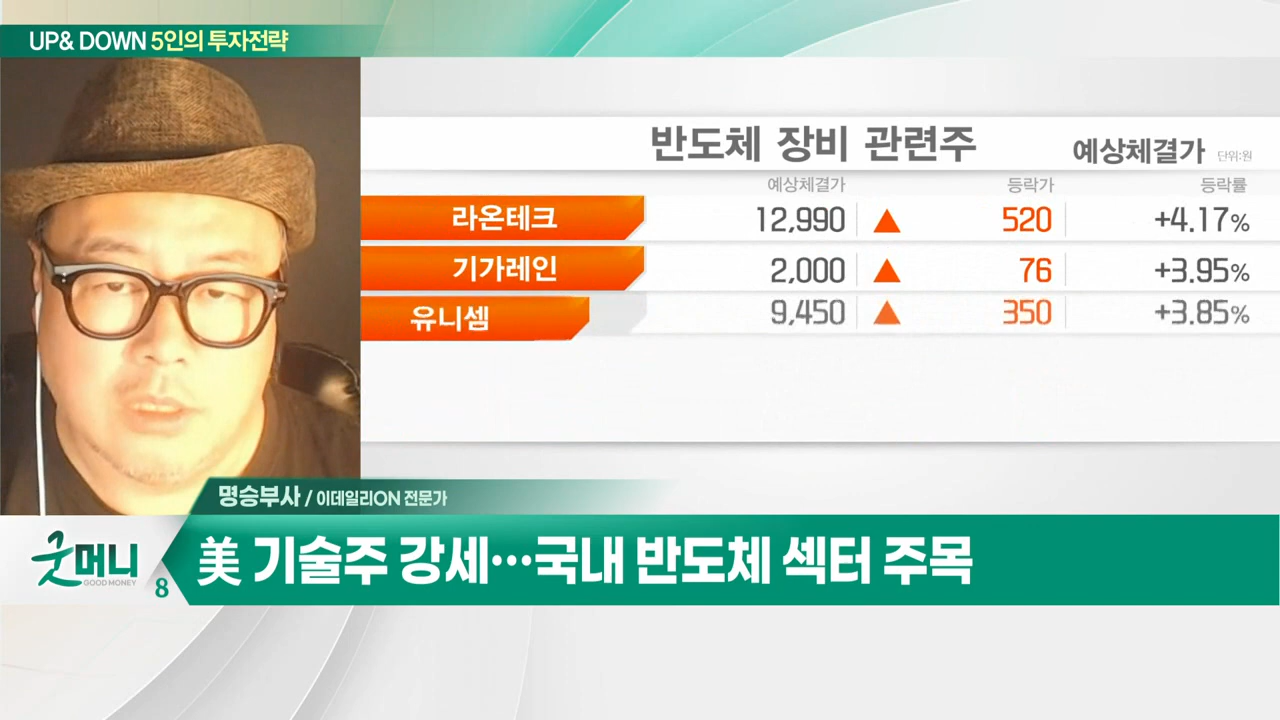 UP& DOWN 5인의 투자전략
반도체 장비 관련주 예상체결가 단위:원
예상체결가 등락가 등락률
라온테크 12,990 ▲ 520 +4.17%
기가레인 2,000 ▲ 76 +3.95%
유니셈 9,450 ▲ 350 +3.85%
명승부사 / 이데일리ON 전문가
굿머니
GOOD MONEY
8
美 기술주 강세…국내 반도체 섹터 주목